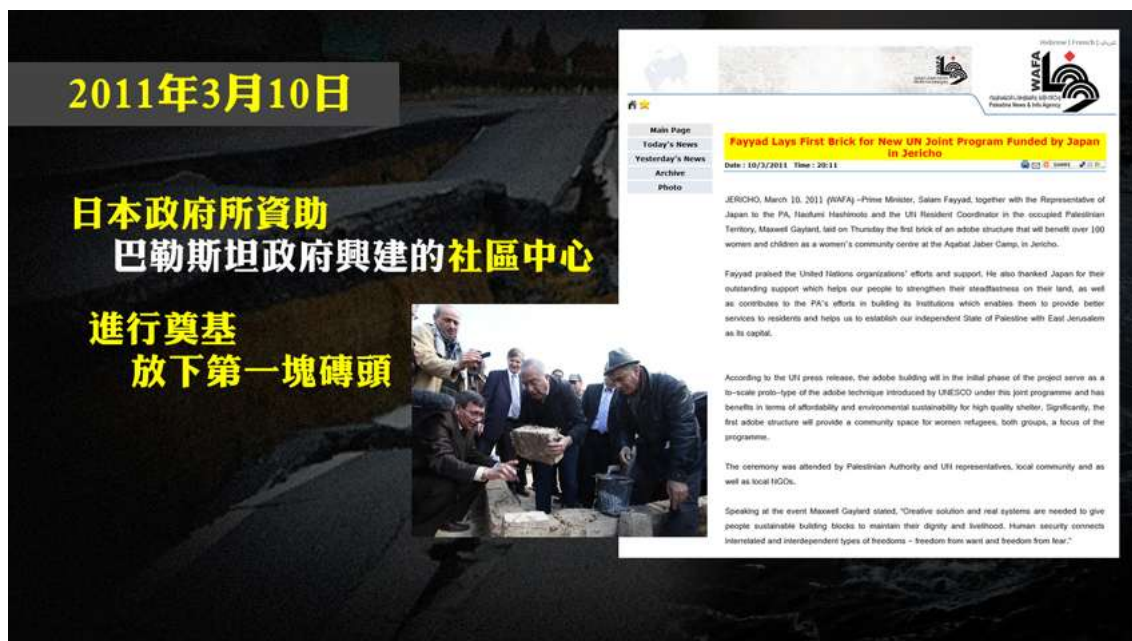 2011年3月10日
日本政府所資助
巴勒斯坦政府興建的社區中心
進行奠基
放下第一塊磚頭
Hebrew | French |
WAFA
Palestine News & Info Agency
Main Page
Today's News
Yesterday's News
Archive
Photo
Fayyad Lays First Brick for New UN Joint Program Funded by Japan
in Jericho
Date : 10/3/2011 Time : 20:11
SHARE
JERICHO, March 10, 2011 (WAFA) –Prime Minister, Salam Fayyad, together with the Representative of
Japan to the PA, Naofumi Hashimoto and the UN Resident Coordinator in the occupied Palestinian
Territory, Maxwell Gaylard, laid on Thursday the first brick of an adobe structure that will benefit over 100
women and children as a women's community centre at the Aqabat Jaber Camp, in Jericho.
Fayyad praised the United Nations organizations' efforts and support. He also thanked Japan for their
outstanding support which helps our people to strengthen their steadfastness on their land, as well
as contributes to the PA's efforts in building its Institutions which enables them to provide better
services to residents and helps us to establish our independent State of Palestine with East Jerusalem
as its capital.
According to the UN press release, the adobe building will in the initial phase of the project serve as a
to–scale proto–type of the adobe technique introduced by UNESCO under this joint programme and has
benefits in terms of affordability and environmental sustainability for high quality shelter. Significantly, the
first adobe structure will provide a community space for women refugees, both groups, a focus of the
programme.
The ceremony was attended by Palestinian Authority and UN representatives, local community and as
well as local NGOs.
Speaking at the event Maxwell Gaylard stated, "Creative solution and real systems are needed to give
people sustainable building blocks to maintain their dignity and livelihood. Human security connects
interrelated and interdependent types of freedoms – freedom from want and freedom from fear."